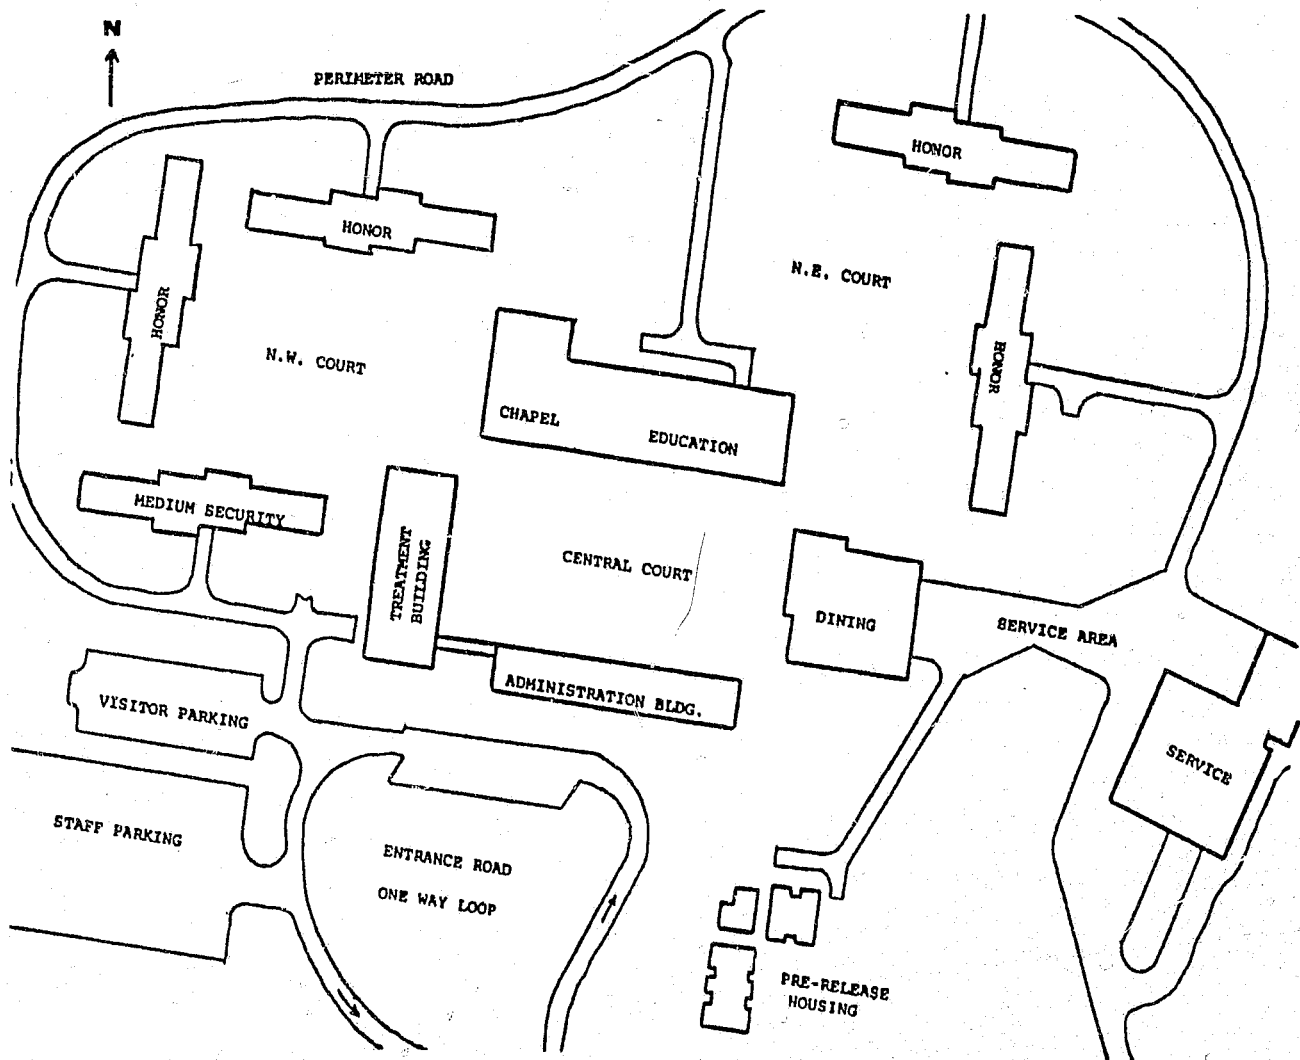 N
PERIMETER ROAD
HONOR
HONOR
HONOR
N.E. COURT
HONOR
N.W. COURT
HONOR
CHAPEL
EDUCATION
MEDIUM SECURITY
TREATMENT
BUILDING
CENTRAL COURT
DINING
SERVICE AREA
ADMINISTRATION BLDG.
VISITOR PARKING
SERVICE
STAFF PARKING
ENTRANCE ROAD
ONE WAY LOOP
PRE-RELEASE
HOUSING